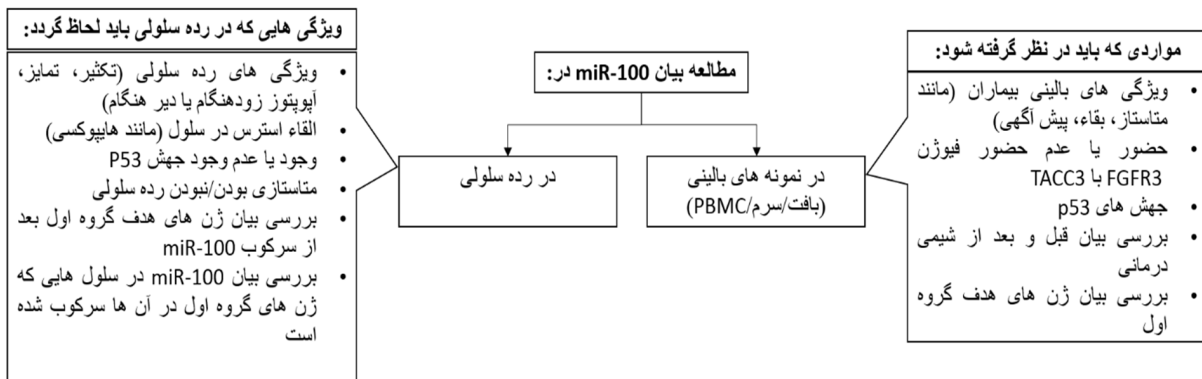 مطالعه بیان miR-100 در:
در نمونه های بالینی
(بافت/سرم/PBMC)
در رده سلولی
مواردی که باید در نظر گرفته شود:
• ویژگی های بالینی بیماران (مانند
متاستاز، بقاء، پیش آگهی)
• حضور یا عدم حضور فیوژن
FGFR3 با TACC3
• جهش های p53
• بررسی بیان قبل و بعد از شیمی
درمانی
• بررسی بیان ژن های هدف گروه
اول
ویژگی هایی که در رده سلولی باید لحاظ گردد:
• ویژگی های رده سلولی (تکثیر، تمایز،
آپوپتوز زودهنگام یا دیر هنگام)
• القاء استرس در سلول (مانند هایپوکسی)
• وجود یا عدم وجود جهش P53
• متاستازی بودن/نبودن رده سلولی
• بررسی بیان ژن های هدف گروه اول بعد
از سرکوب miR-100
• بررسی بیان miR-100 در سلول هایی که
ژن های گروه اول در آن ها سرکوب شده
است